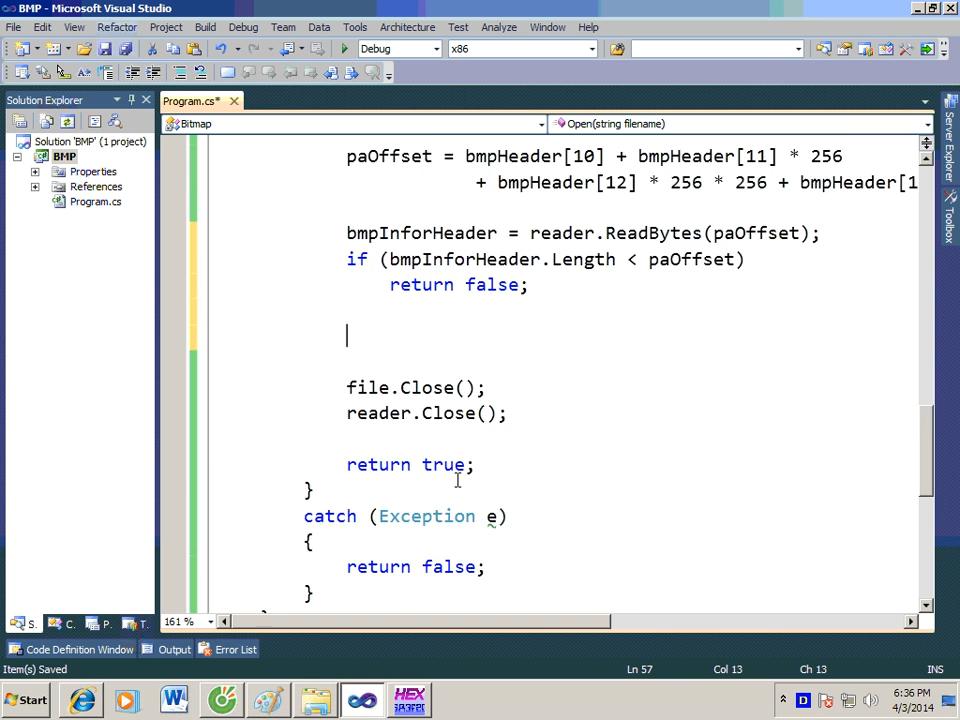 BMP - Microsoft Visual Studio
File Edit View Refactor Project Build Debug Team Data Tools Architecture Test Analyze Window Help
Debug x86
Solution Explorer
Program.cs*
Bitmap
Open(string filename)
Solution 'BMP' (1 project)
BMP
Properties
References
Program.cs
paOffset = bmpHeader[10] + bmpHeader[11] * 256
+ bmpHeader[12] * 256 * 256 + bmpHeader[1
bmpInforHeader = reader.ReadBytes(paOffset);
if (bmpInforHeader.Length < paOffset)
return false;
file.Close();
reader.Close();
return true;
}
catch (Exception e)
{
return false;
}
Server Explorer
Toolbox
S. C. P. T.
161 %
Code Definition Window Output Error List
Item(s) Saved Ln 57 Col 13 Ch 13 INS
Start
HEX
D
6:36 PM
4/3/2014